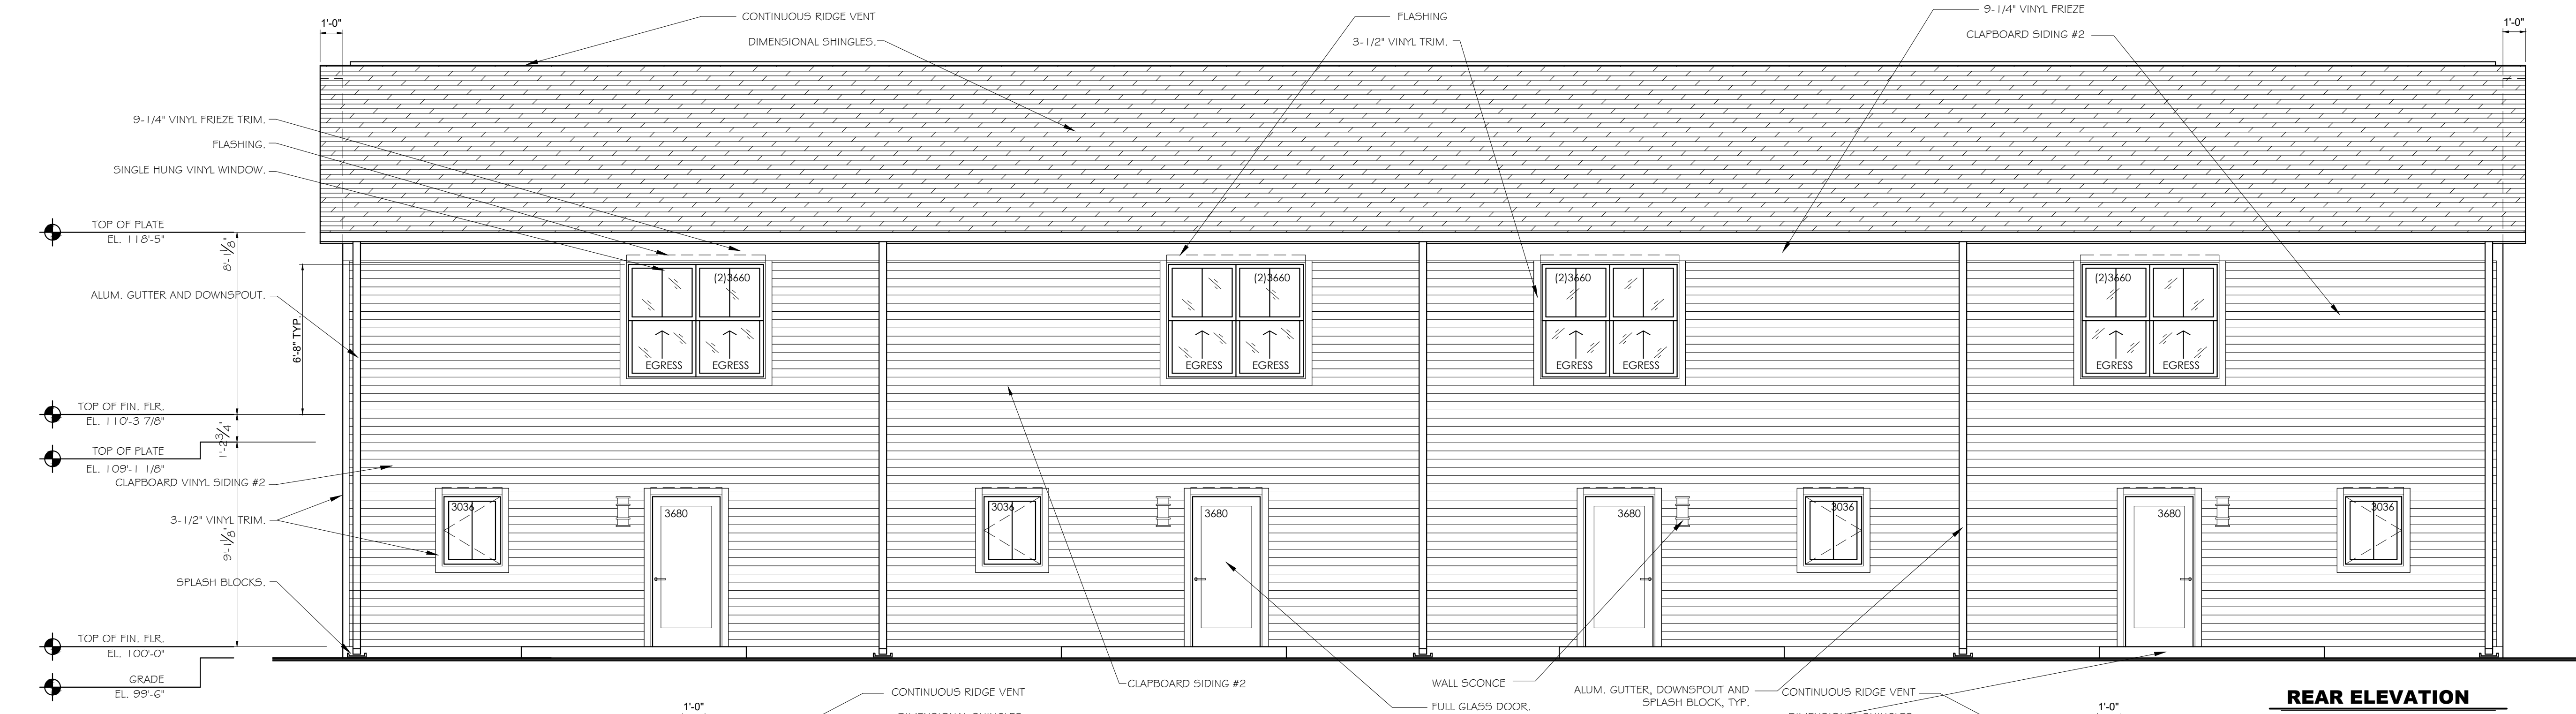 1'-0"
CONTINUOUS RIDGE VENT
DIMENSIONAL SHINGLES.
FLASHING
3-1/2" VINYL TRIM.
9-1/4" VINYL FRIEZE
CLAPBOARD SIDING #2
1'-0"
9-1/4" VINYL FRIEZE TRIM.
FLASHING.
SINGLE HUNG VINYL WINDOW.
TOP OF PLATE
EL. 118'-5"
8'-1 1/8"
ALUM. GUTTER AND DOWNSPOUT.
6'-8" TYP.
(2)3660
(2)3660
(2)3660
(2)3660
EGRESS
EGRESS
EGRESS
EGRESS
EGRESS
EGRESS
EGRESS
EGRESS
TOP OF FIN. FLR.
EL. 110'-3 7/8"
1'-2 3/4"
TOP OF PLATE
EL. 109'-1 1/8"
CLAPBOARD VINYL SIDING #2
3-1/2" VINYL TRIM.
9'-1 1/8"
3036
3680
3036
3680
3680
3036
3680
3036
SPLASH BLOCKS.
TOP OF FIN. FLR.
EL. 100'-0"
GRADE
EL. 99'-6"
CLAPBOARD SIDING #2
WALL SCONCE
FULL GLASS DOOR.
ALUM. GUTTER, DOWNSPOUT AND
SPLASH BLOCK, TYP.
1'-0"
CONTINUOUS RIDGE VENT
DIMENSIONAL SHINGLES
CONTINUOUS RIDGE VENT
DIMENSIONAL SHINGLES
1'-0"
REAR ELEVATION